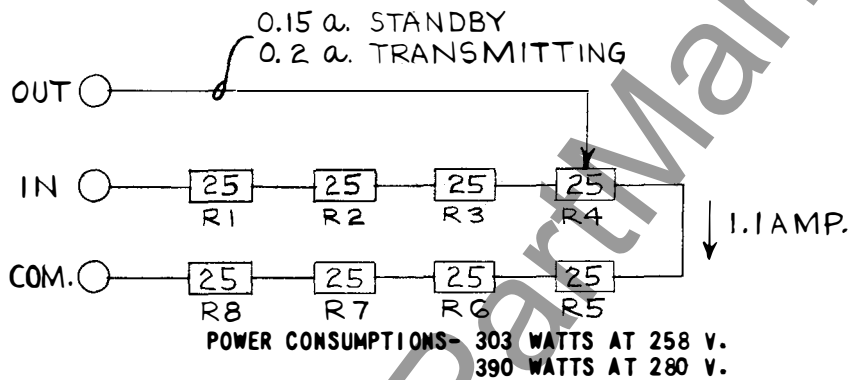 0.15 a. STANDBY
0.2 a. TRANSMITTING
OUT
IN
25 25 25 25
R1 R2 R3 R4
1.1 AMP.
COM.
25 25 25 25
R8 R7 R6 R5
POWER CONSUMPTIONS- 303 WATTS AT 258 V.
390 WATTS AT 280 V.
PartMan